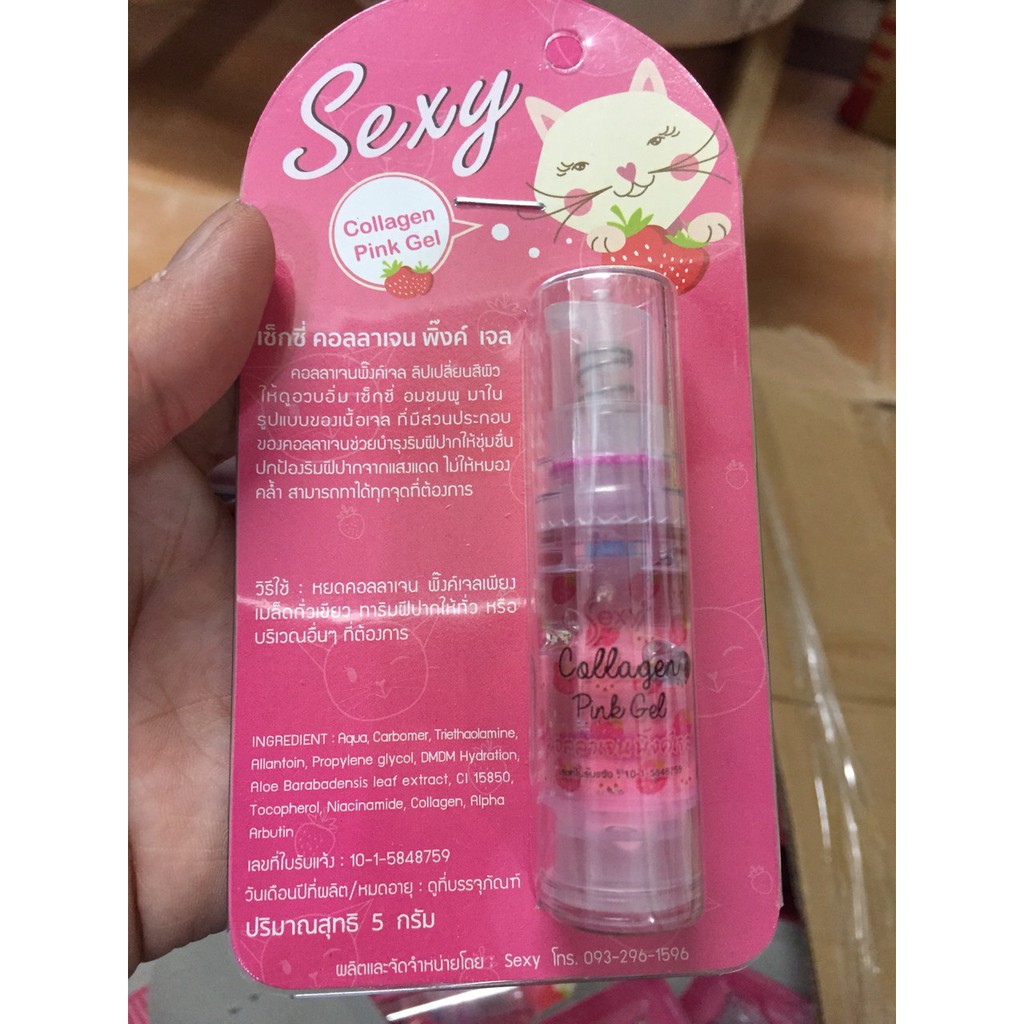 Sexy
Collagen
Pink Gel
เซ็กซี่ คอลลาเจน พิ๊งค์ เจล
คอลลาเจนพิ๊งค์เจล ลิปเปลี่ยนสีผิว
ให้ดูอวบอิ่ม เซ็กซี่ อมชมพู มาใน
รูปแบบของเนื้อเจล ที่มีส่วนประกอบ
ของคอลลาเจนช่วยบำรุงริมฝีปากให้ชุ่มชื่น
ปกป้องริมฝีปากจากแสงแดด ไม่ให้หมอง
คล้ำ สามารถทาได้ทุกจุดที่ต้องการ
วิธีใช้ : หยดคอลลาเจน พิ๊งค์เจลเพียง
เม็ดถั่วเขียว ทาริมฝีปากให้ทั่ว หรือ
บริเวณอื่นๆ ที่ต้องการ
INGREDIENT : Aqua, Carbomer, Triethaolamine,
Allantoin, Propylene glycol, DMDM Hydration,
Aloe Barabadensis leaf extract, CI 15850,
Tocopherol, Niacinamide, Collagen, Alpha
Arbutin
เลขที่ใบรับแจ้ง : 10-1-5848759
วันเดือนปีที่ผลิต/หมดอายุ : ดูที่บรรจุภัณฑ์
ปริมาณสุทธิ 5 กรัม
ผลิตและจัดจำหน่ายโดย : Sexy โทร. 093-296-1596
Sexy
Collagen
Pink Gel
10-1-5848759